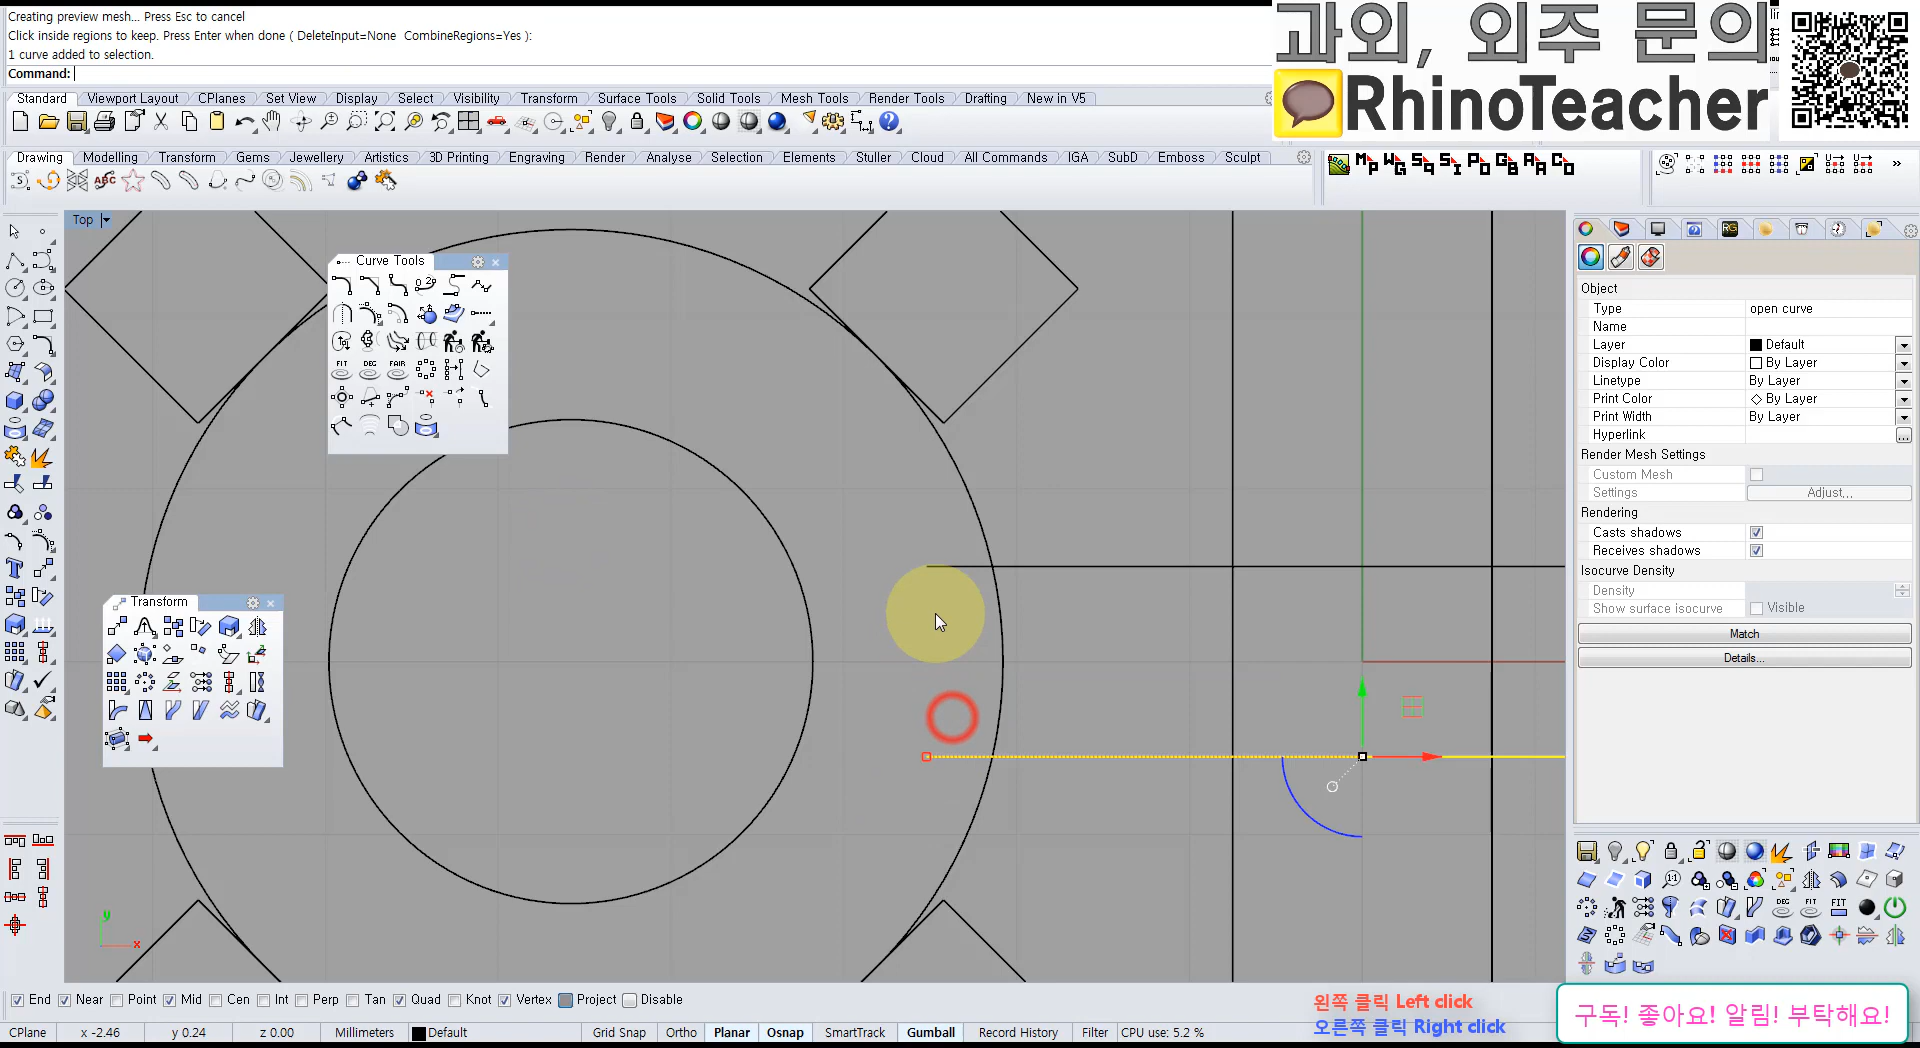 Creating preview mesh... Press Esc to cancel
Click inside regions to keep. Press Enter when done ( DeleteInput=None  CombineRegions=Yes ):
1 curve added to selection.
Command:
과외, 외주 문의
RhinoTeacher
Standard Viewport Layout CPlanes Set View Display Select Visibility Transform Surface Tools Solid Tools Mesh Tools Render Tools Drafting New in V5
Drawing Modelling Transform Gems Jewellery Artistics 3D Printing Engraving Render Analyse Selection Elements Stuller Cloud All Commands IGA SubD Emboss Sculpt
ABC
Top
Curve Tools
FIT DEG FAIR
Transform
Object
Type open curve
Name
Layer Default
Display Color By Layer
Linetype By Layer
Print Color By Layer
Print Width By Layer
Hyperlink ...
Render Mesh Settings
Custom Mesh
Settings Adjust...
Rendering
Casts shadows
Receives shadows
Isocurve Density
Density
Show surface isocurve Visible
Match
Details...
DEG FIT FIT
y
x
End Near Point Mid Cen Int Perp Tan Quad Knot Vertex Project Disable
왼쪽 클릭 Left click
오른쪽 클릭 Right click
구독! 좋아요! 알림! 부탁해요!
CPlane x -2.46 y 0.24 z 0.00 Millimeters Default Grid Snap Ortho Planar Osnap SmartTrack Gumball Record History Filter CPU use: 5.2 %